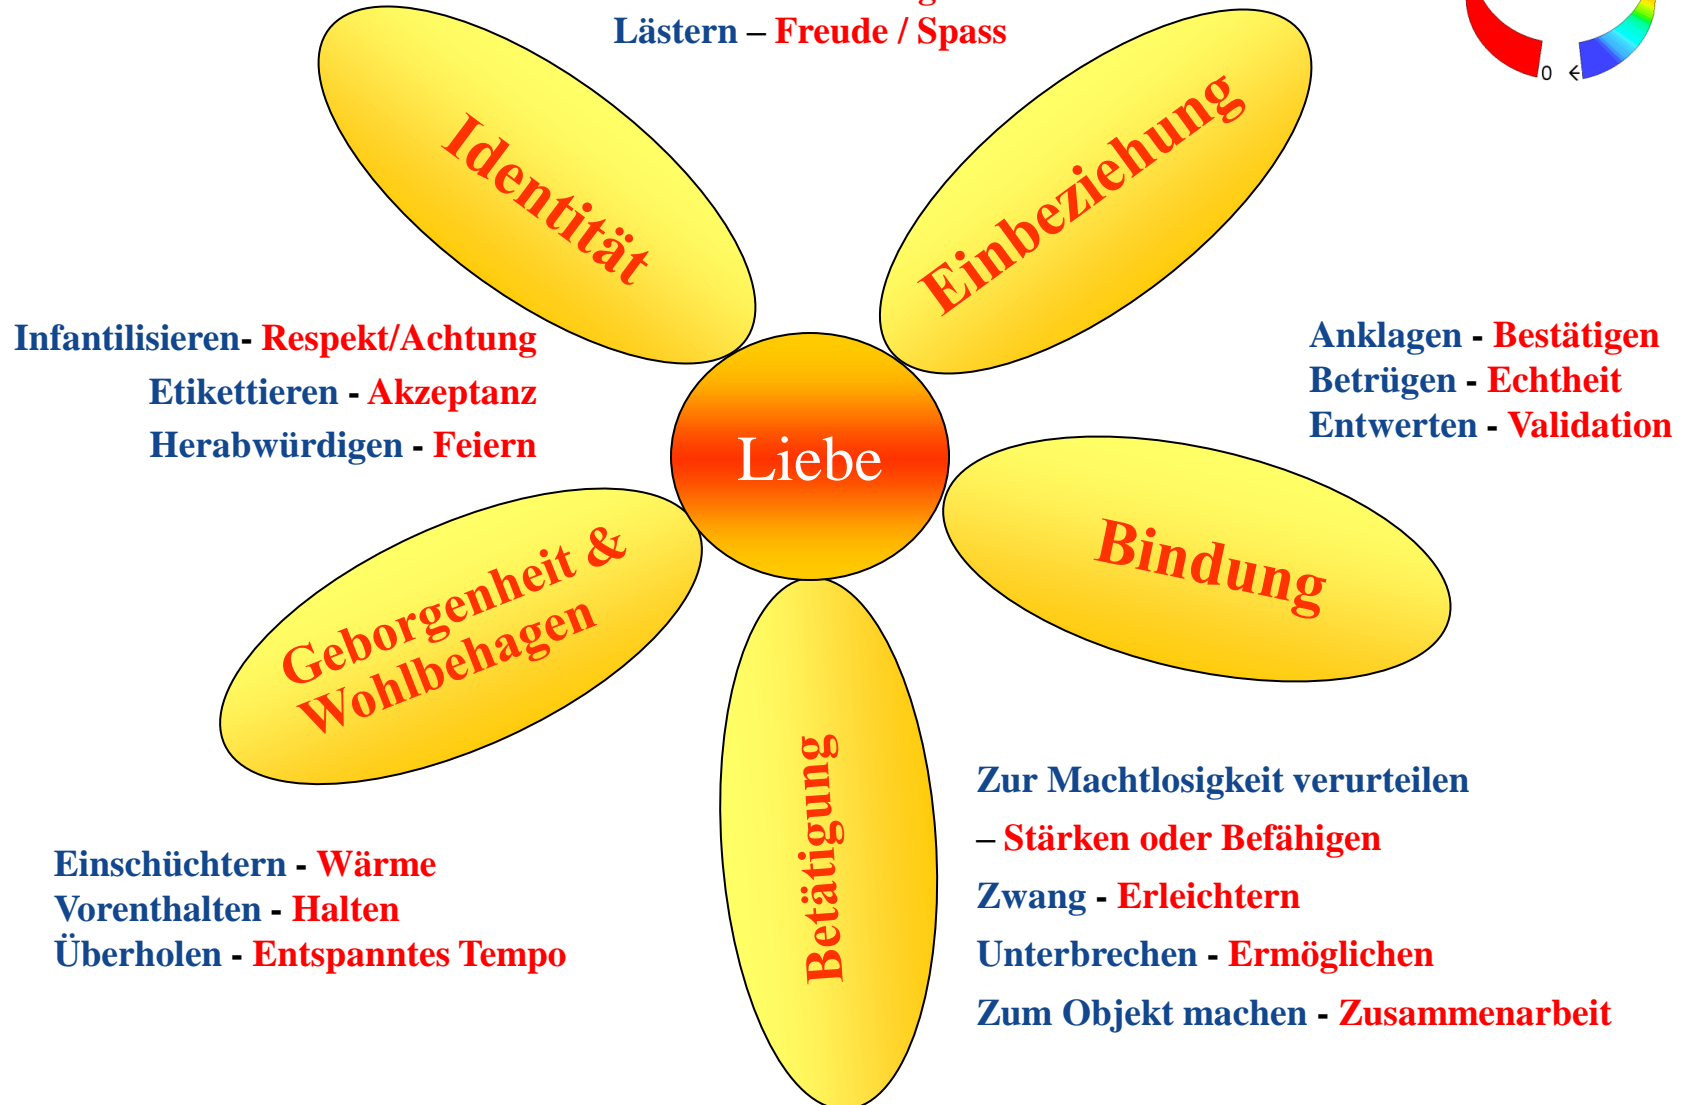 Lästern – Freude / Spass
0
Identität
Einbeziehung
Infantilisieren- Respekt/Achtung
Etikettieren - Akzeptanz
Herabwürdigen - Feiern
Anklagen - Bestätigen
Betrügen - Echtheit
Entwerten - Validation
Liebe
Bindung
Geborgenheit &
Wohlbehagen
Betätigung
Einschüchtern - Wärme
Vorenthalten - Halten
Überholen - Entspanntes Tempo
Zur Machtlosigkeit verurteilen
– Stärken oder Befähigen
Zwang - Erleichtern
Unterbrechen - Ermöglichen
Zum Objekt machen - Zusammenarbeit